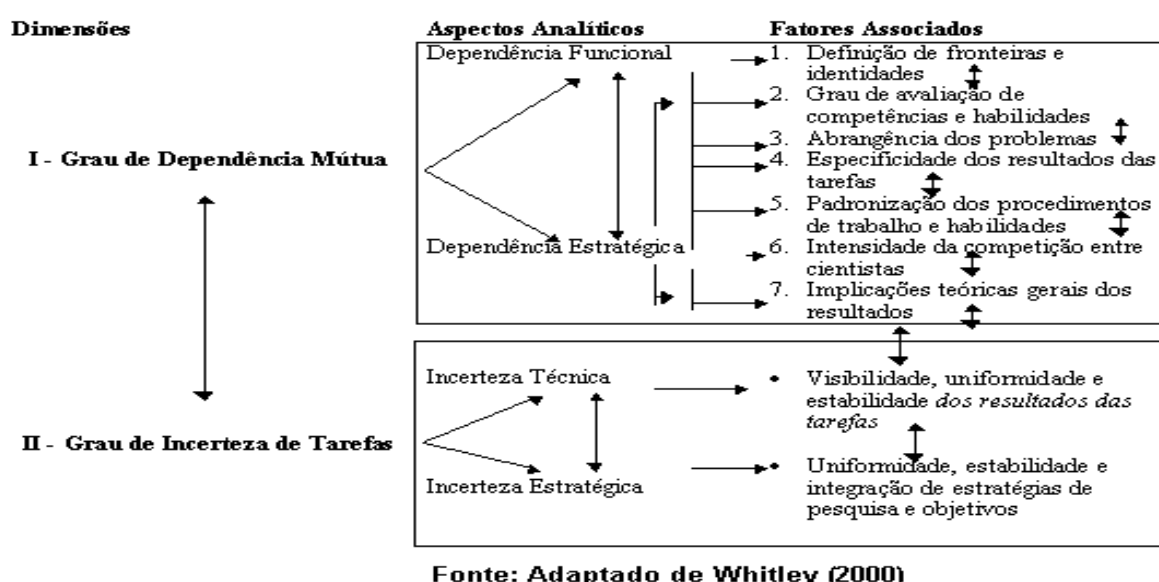 Dimensões Aspectos Analíticos Fatores Associados
Dependência Funcional
1. Definição de fronteiras e
identidades
2. Grau de avaliação de
competências e habilidades
3. Abrangência dos problemas
I - Grau de Dependência Mútua
4. Especificidade dos resultados das
tarefas
5. Padronização dos procedimentos
de trabalho e habilidades
Dependência Estratégica
6. Intensidade da competição entre
cientistas
7. Implicações teóricas gerais dos
resultados
Incerteza Técnica
• Visibilidade, uniformidade e
estabilidade dos resultados das
tarefas
II - Grau de Incerteza de Tarefas
Incerteza Estratégica
• Uniformidade, estabilidade e
integração de estratégias de
pesquisa e objetivos
Fonte: Adaptado de Whitley (2000)